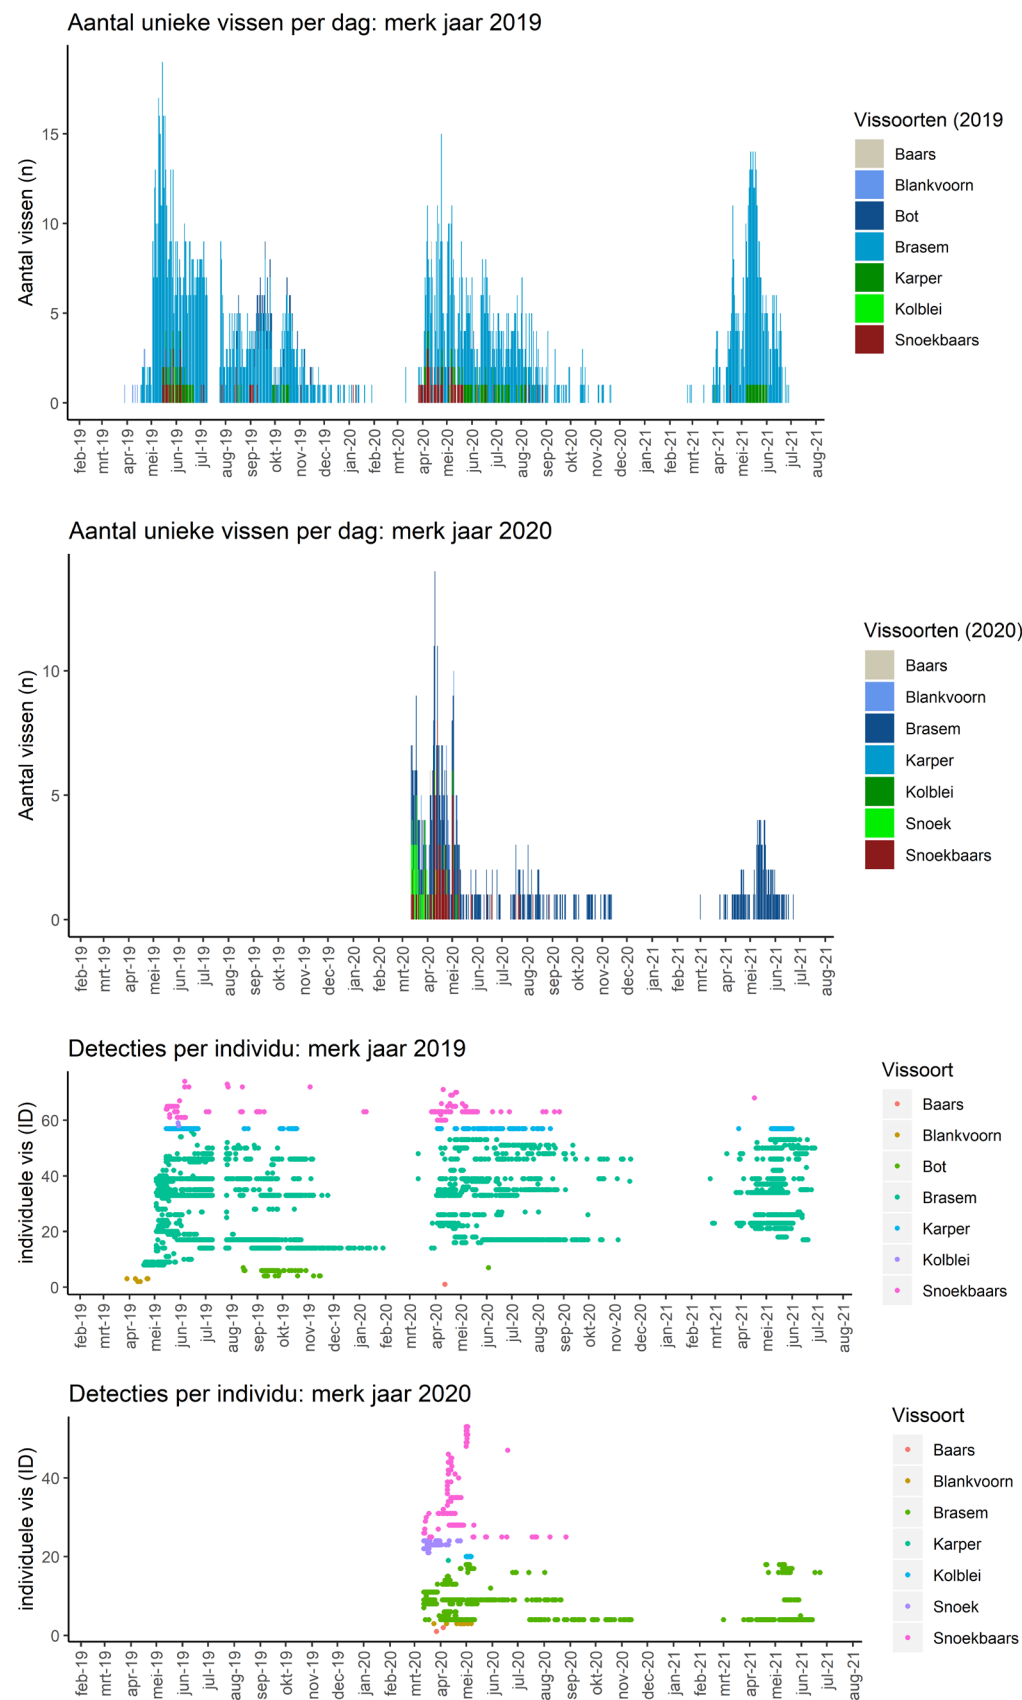 Aantal unieke vissen per dag: merk jaar 2019
Aantal vissen (n)
15
10
5
0
feb-19 mrt-19 apr-19 mei-19 jun-19 jul-19 aug-19 sep-19 okt-19 nov-19 dec-19 jan-20 feb-20 mrt-20 apr-20 mei-20 jun-20 jul-20 aug-20 sep-20 okt-20 nov-20 dec-20 jan-21 feb-21 mrt-21 apr-21 mei-21 jun-21 jul-21 aug-21
Vissoorten (2019
Baars
Blankvoorn
Bot
Brasem
Karper
Kolblei
Snoekbaars
Aantal unieke vissen per dag: merk jaar 2020
Aantal vissen (n)
10
5
0
feb-19 mrt-19 apr-19 mei-19 jun-19 jul-19 aug-19 sep-19 okt-19 nov-19 dec-19 jan-20 feb-20 mrt-20 apr-20 mei-20 jun-20 jul-20 aug-20 sep-20 okt-20 nov-20 dec-20 jan-21 feb-21 mrt-21 apr-21 mei-21 jun-21 jul-21 aug-21
Vissoorten (2020)
Baars
Blankvoorn
Brasem
Karper
Kolblei
Snoek
Snoekbaars
Detecties per individu: merk jaar 2019
individuele vis (ID)
60
40
20
0
feb-19 mrt-19 apr-19 mei-19 jun-19 jul-19 aug-19 sep-19 okt-19 nov-19 dec-19 jan-20 feb-20 mrt-20 apr-20 mei-20 jun-20 jul-20 aug-20 sep-20 okt-20 nov-20 dec-20 jan-21 feb-21 mrt-21 apr-21 mei-21 jun-21 jul-21 aug-21
Vissoort
Baars
Blankvoorn
Bot
Brasem
Karper
Kolblei
Snoekbaars
Detecties per individu: merk jaar 2020
individuele vis (ID)
40
20
0
feb-19 mrt-19 apr-19 mei-19 jun-19 jul-19 aug-19 sep-19 okt-19 nov-19 dec-19 jan-20 feb-20 mrt-20 apr-20 mei-20 jun-20 jul-20 aug-20 sep-20 okt-20 nov-20 dec-20 jan-21 feb-21 mrt-21 apr-21 mei-21 jun-21 jul-21 aug-21
Vissoort
Baars
Blankvoorn
Brasem
Karper
Kolblei
Snoek
Snoekbaars